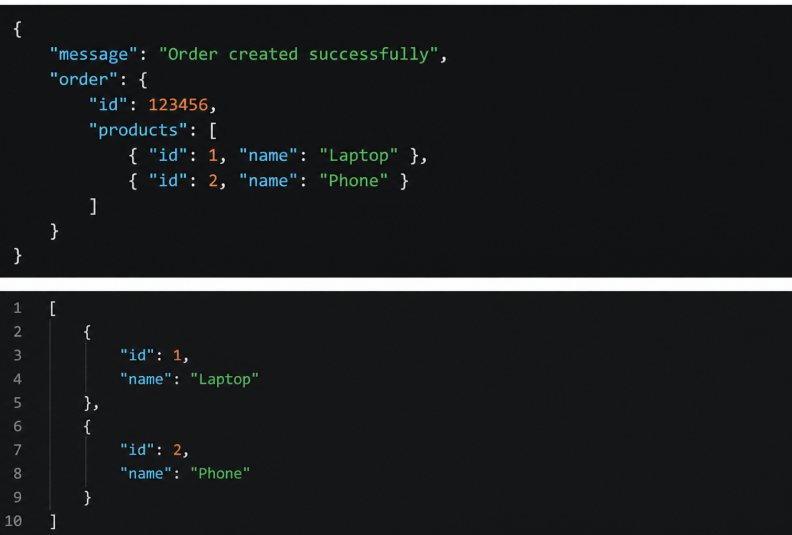 {
    "message": "Order created successfully",
    "order": {
        "id": 123456,
        "products": [
            { "id": 1, "name": "Laptop" },
            { "id": 2, "name": "Phone" }
        ]
    }
}
1 [
2     {
3         "id": 1,
4         "name": "Laptop"
5     },
6     {
7         "id": 2,
8         "name": "Phone"
9     }
10 ]